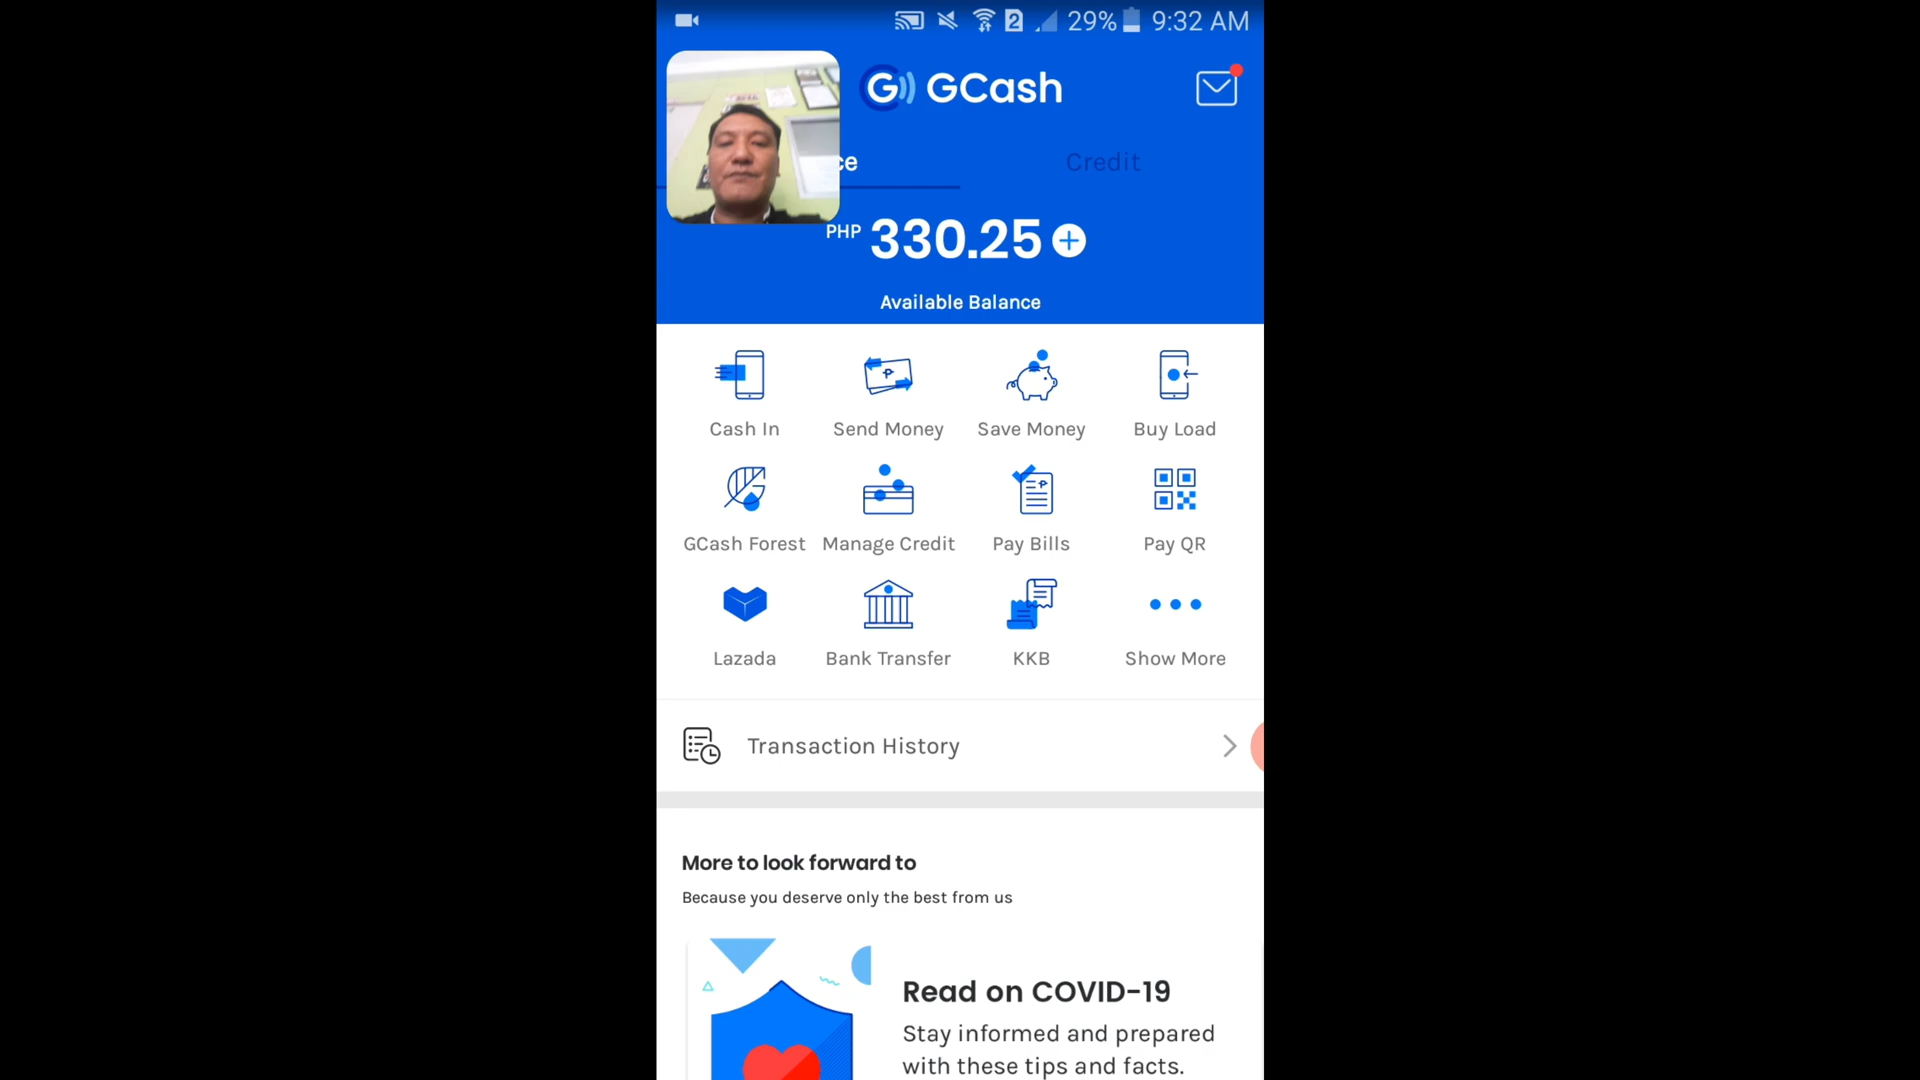 2 29% 9:32 AM
G GCash
ce Credit
PHP 330.25
Available Balance
Cash In Send Money Save Money Buy Load
GCash Forest Manage Credit Pay Bills Pay QR
Lazada Bank Transfer KKB Show More
Transaction History
More to look forward to
Because you deserve only the best from us
Read on COVID-19
Stay informed and prepared
with these tips and facts.